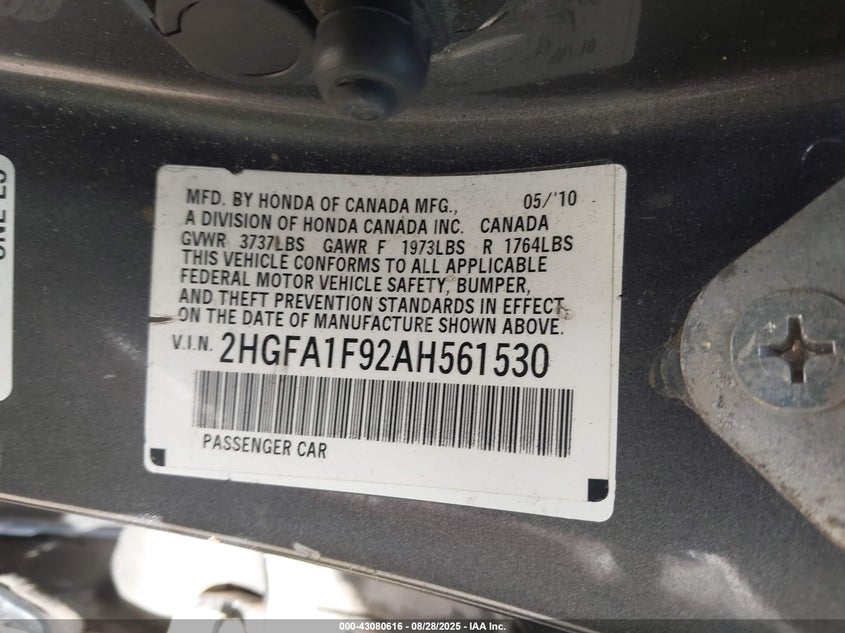 MFD. BY HONDA OF CANADA MFG., 05/'10
A DIVISION OF HONDA CANADA INC. CANADA
GVWR 3737LBS GAWR F 1973LBS R 1764LBS
THIS VEHICLE CONFORMS TO ALL APPLICABLE
FEDERAL MOTOR VEHICLE SAFETY, BUMPER,
AND THEFT PREVENTION STANDARDS IN EFFECT
ON THE DATE OF MANUFACTURE SHOWN ABOVE.
V.I.N. 2HGFA1F92AH561530
PASSENGER CAR
000-43080616 - 08/28/2025 - IAA Inc.